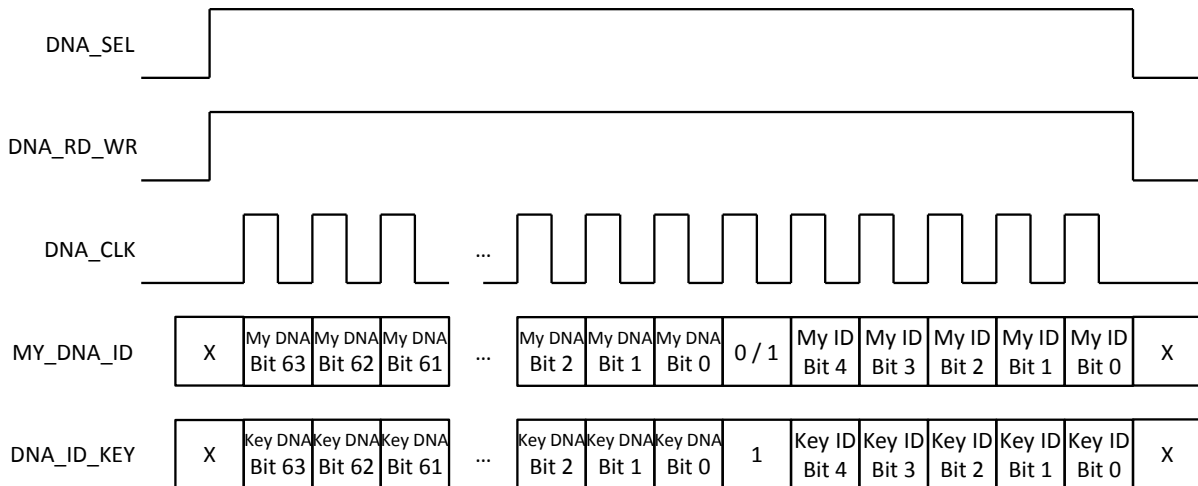 DNA_SEL
DNA_RD_WR
DNA_CLK
...
MY_DNA_ID
X
My DNA
Bit 63
My DNA
Bit 62
My DNA
Bit 61
...
My DNA
Bit 2
My DNA
Bit 1
My DNA
Bit 0
0 / 1
My ID
Bit 4
My ID
Bit 3
My ID
Bit 2
My ID
Bit 1
My ID
Bit 0
X
DNA_ID_KEY
X
Key DNA
Bit 63
Key DNA
Bit 62
Key DNA
Bit 61
...
Key DNA
Bit 2
Key DNA
Bit 1
Key DNA
Bit 0
1
Key ID
Bit 4
Key ID
Bit 3
Key ID
Bit 2
Key ID
Bit 1
Key ID
Bit 0
X